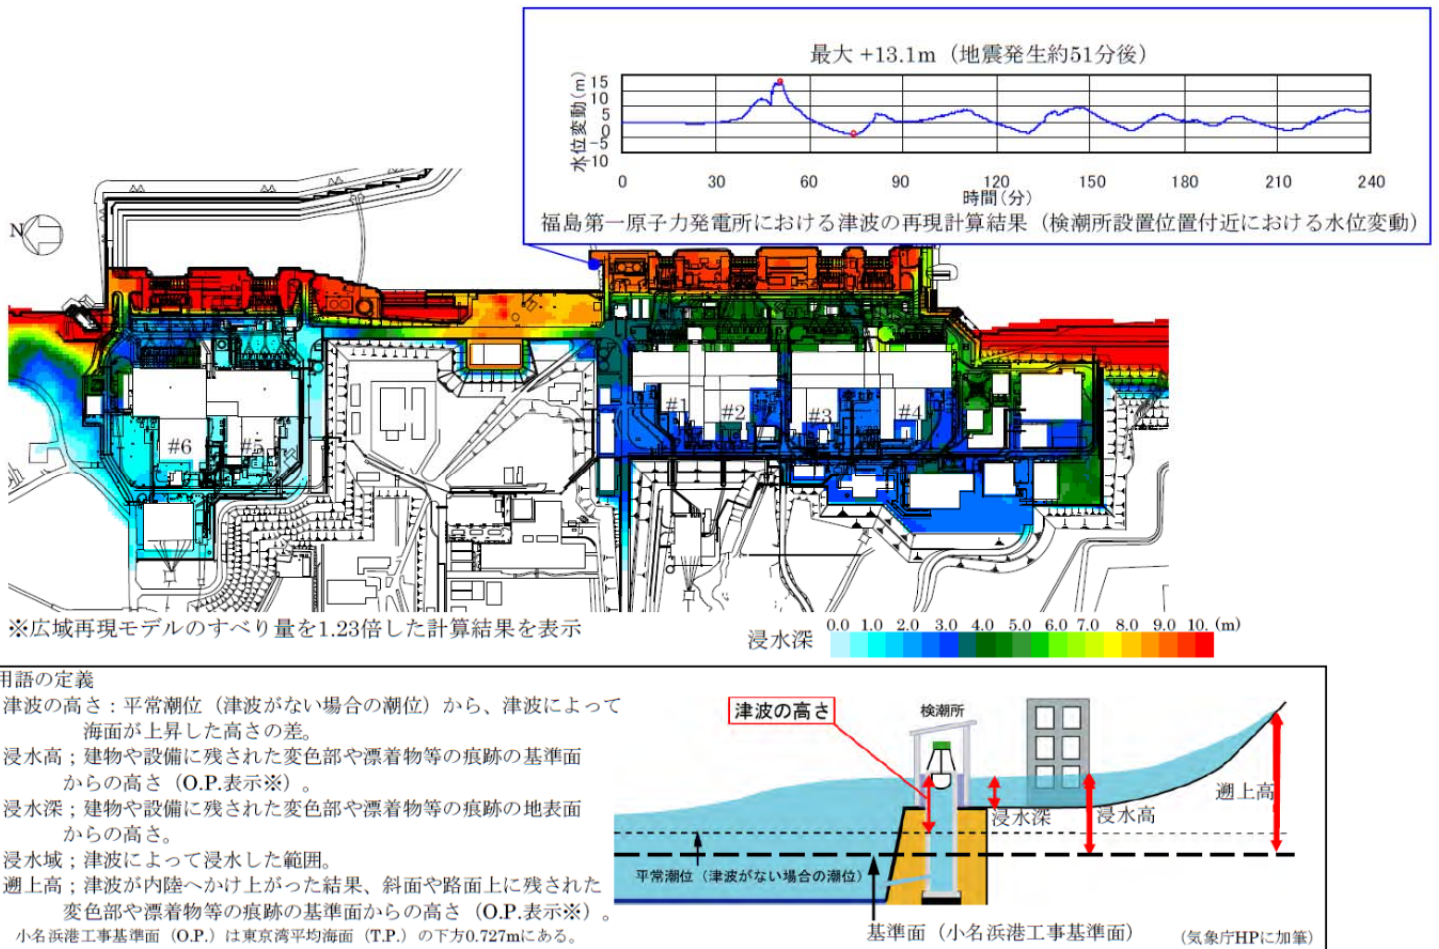 最大 +13.1m（地震発生約51分後）
水位変動(m)
15
10
5
0
-5
-10
0 30 60 90 120 150 180 210 240
時間(分)
福島第一原子力発電所における津波の再現計算結果（検潮所設置位置付近における水位変動）
N
#6 #5 #1 #2 #3 #4
※広域再現モデルのすべり量を1.23倍した計算結果を表示
浸水深 0.0 1.0 2.0 3.0 4.0 5.0 6.0 7.0 8.0 9.0 10. (m)
用語の定義
津波の高さ：平常潮位（津波がない場合の潮位）から、津波によって
海面が上昇した高さの差。
浸水高；建物や設備に残された変色部や漂着物等の痕跡の基準面
からの高さ（O.P.表示※）。
浸水深；建物や設備に残された変色部や漂着物等の痕跡の地表面
からの高さ。
浸水域；津波によって浸水した範囲。
遡上高；津波が内陸へかけ上がった結果、斜面や路面上に残された
変色部や漂着物等の痕跡の基準面からの高さ（O.P.表示※）。
小名浜港工事基準面（O.P.）は東京湾平均海面（T.P.）の下方0.727mにある。
津波の高さ
検潮所
浸水深
浸水高
遡上高
平常潮位（津波がない場合の潮位）
基準面（小名浜港工事基準面）
（気象庁HPに加筆）